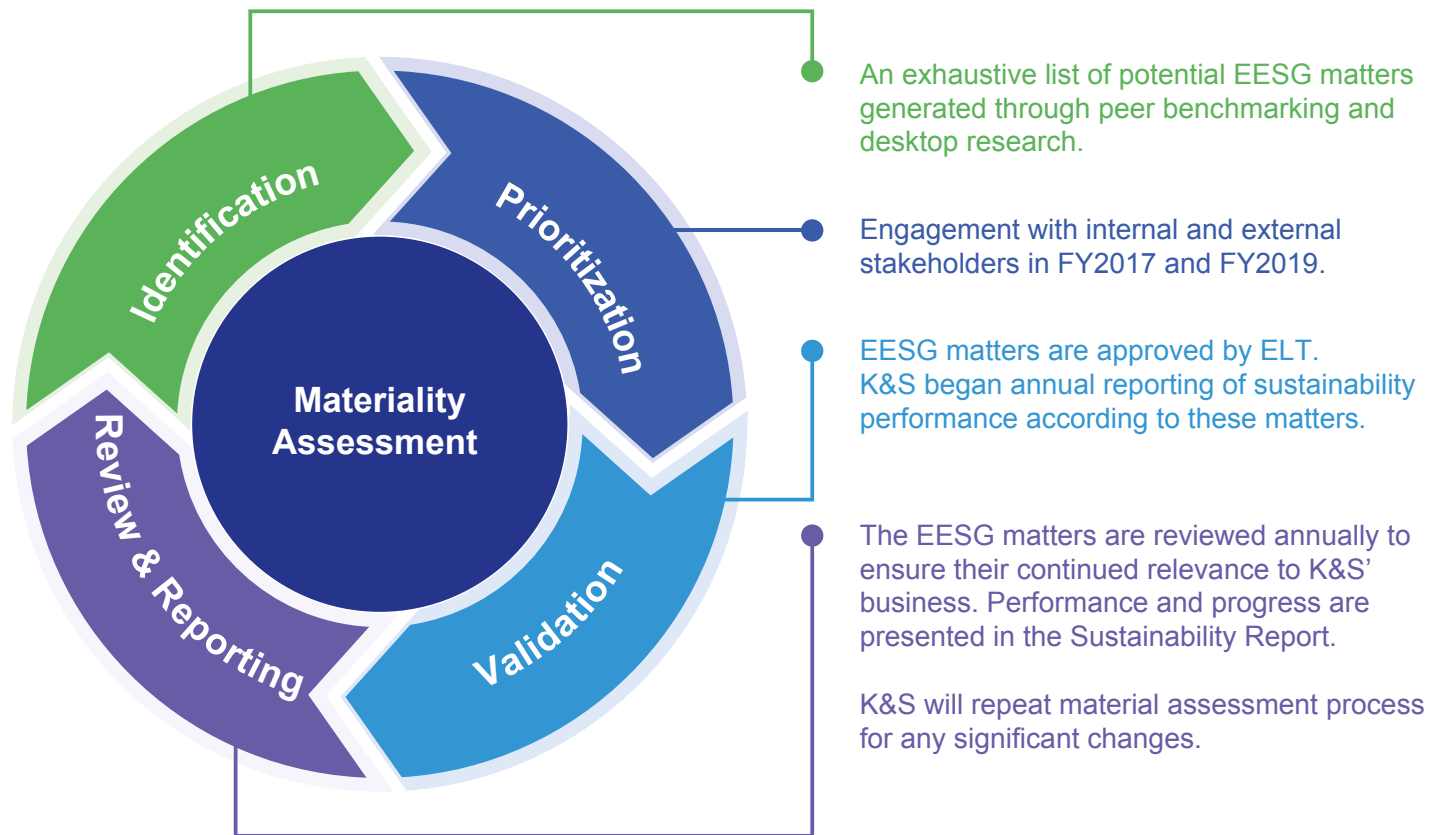 Identification
Prioritization
Validation
Review & Reporting
Materiality
Assessment
An exhaustive list of potential EESG matters
generated through peer benchmarking and
desktop research.
Engagement with internal and external
stakeholders in FY2017 and FY2019.
EESG matters are approved by ELT.
K&S began annual reporting of sustainability
performance according to these matters.
The EESG matters are reviewed annually to
ensure their continued relevance to K&S’
business. Performance and progress are
presented in the Sustainability Report.
K&S will repeat material assessment process
for any significant changes.